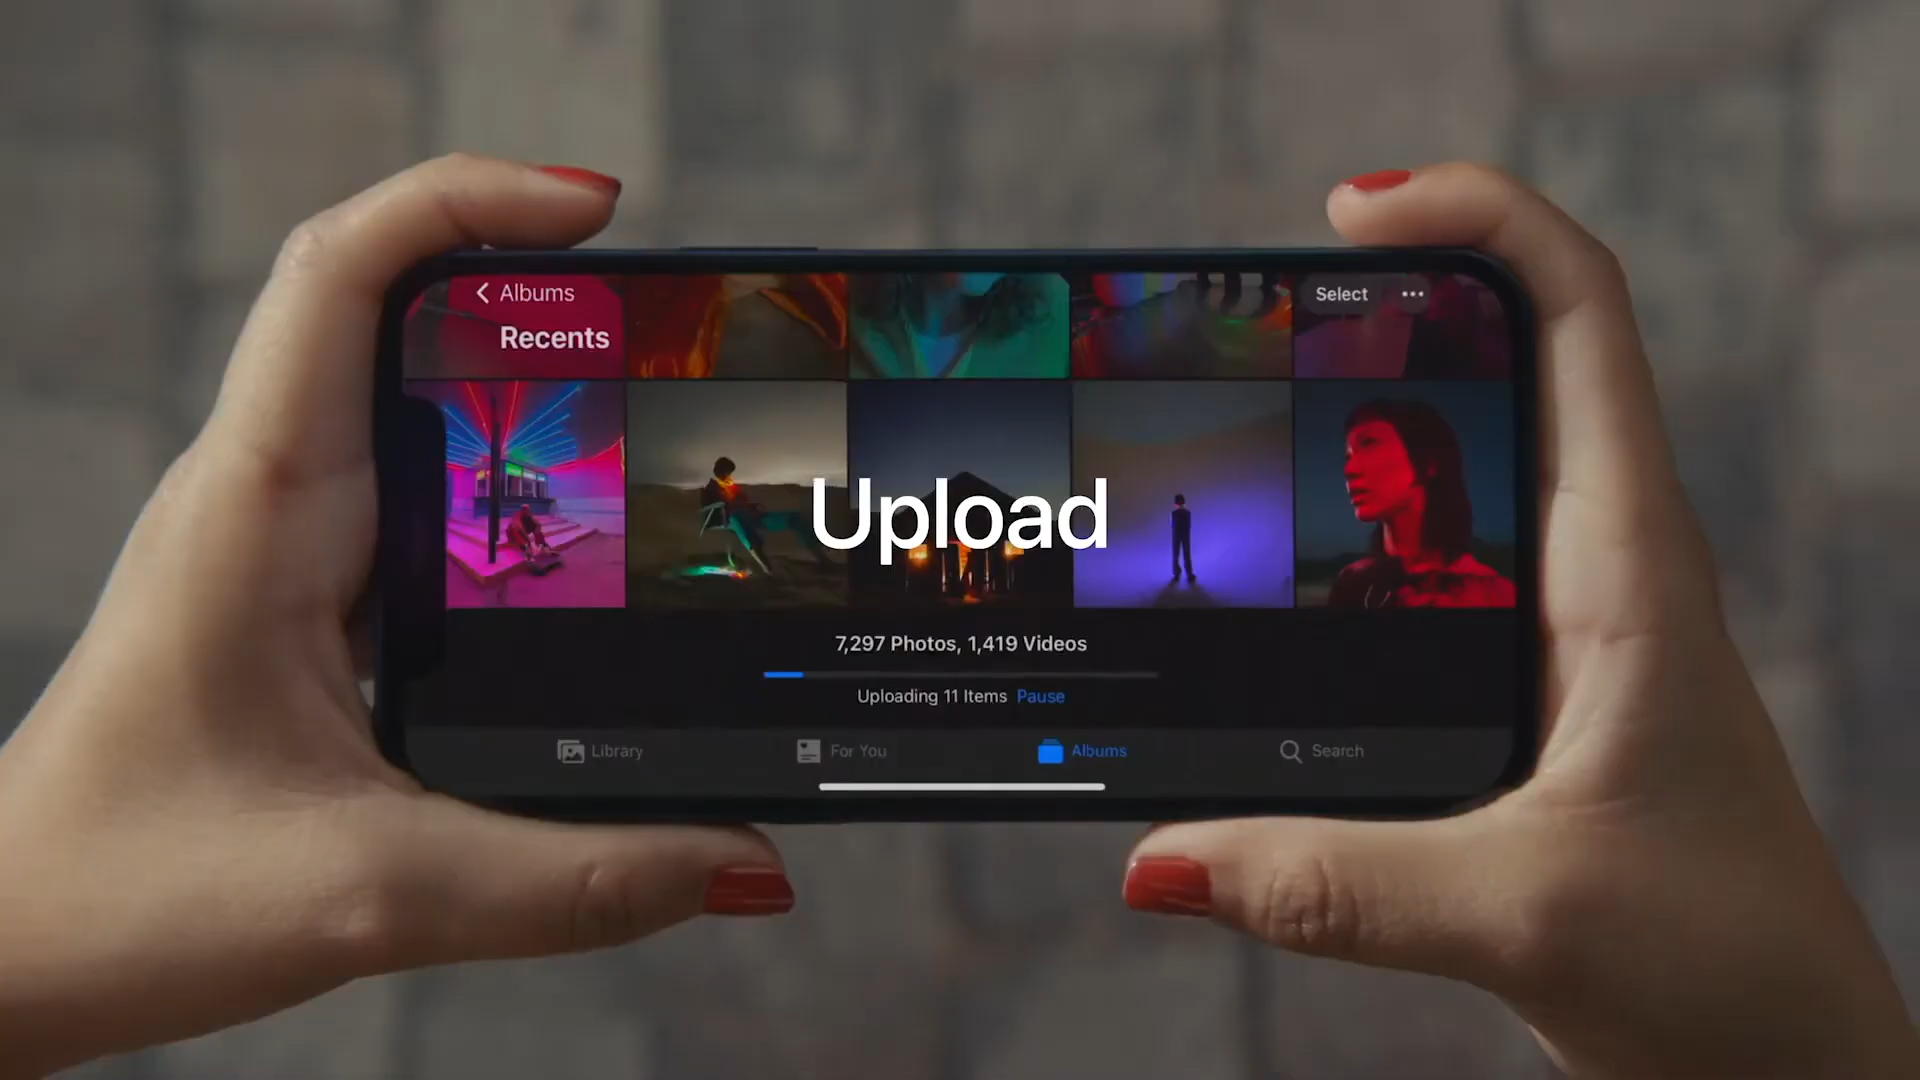 Albums
Select
Recents
Upload
7,297 Photos, 1,419 Videos
Uploading 11 Items Pause
Library
For You
Albums
Search